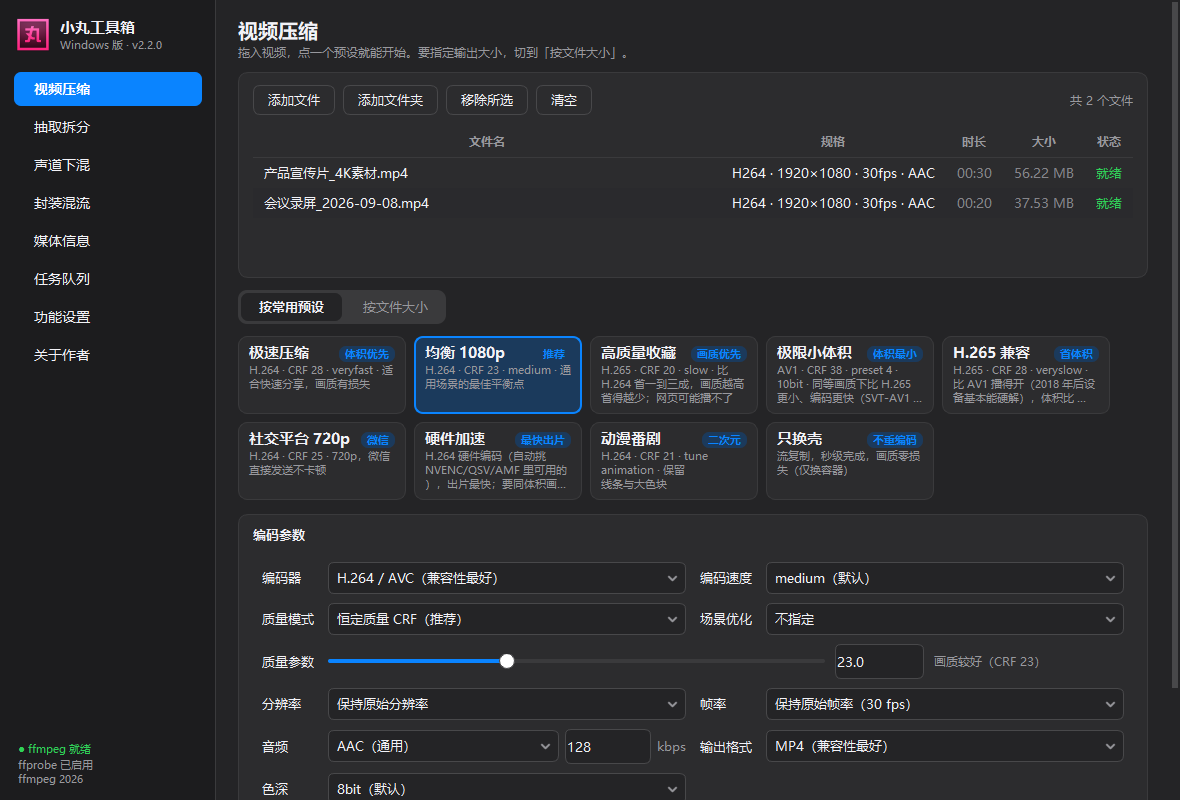 丸
小丸工具箱
Windows 版 · v2.2.0
视频压缩
抽取拆分
声道下混
封装混流
媒体信息
任务队列
功能设置
关于作者
● ffmpeg 就绪
ffprobe 已启用
ffmpeg 2026
视频压缩
拖入视频，点一个预设就能开始。要指定输出大小，切到「按文件大小」。
添加文件 添加文件夹 移除所选 清空 共 2 个文件
文件名 规格 时长 大小 状态
产品宣传片_4K素材.mp4 H264 · 1920×1080 · 30fps · AAC 00:30 56.22 MB 就绪
会议录屏_2026-09-08.mp4 H264 · 1920×1080 · 30fps · AAC 00:20 37.53 MB 就绪
按常用预设 按文件大小
极速压缩 体积优先
H.264 · CRF 28 · veryfast · 适
合快速分享，画质有损失
均衡 1080p 推荐
H.264 · CRF 23 · medium · 通
用场景的最佳平衡点
高质量收藏 画质优先
H.265 · CRF 20 · slow · 比
H.264 省一到三成，画质越高
省得越少；网页可能播不了
极限小体积 体积最小
AV1 · CRF 38 · preset 4 ·
10bit · 同等画质下比 H.265
更小、编码更快（SVT-AV1 ...
H.265 兼容 省体积
H.265 · CRF 28 · veryslow ·
比 AV1 播得开（2018 年后设
备基本能硬解），体积比 ...
社交平台 720p 微信
H.264 · CRF 25 · 720p，微信
直接发送不卡顿
硬件加速 最快出片
H.264 硬件编码（自动挑
NVENC/QSV/AMF 里可用的
），出片最快；要同体积画...
动漫番剧 二次元
H.264 · CRF 21 · tune
animation · 保留
线条与大色块
只换壳 不重编码
流复制，秒级完成，画质零损
失（仅换容器）
编码参数
编码器 H.264 / AVC（兼容性最好） 编码速度 medium（默认）
质量模式 恒定质量 CRF（推荐） 场景优化 不指定
质量参数 23.0 画质较好（CRF 23）
分辨率 保持原始分辨率 帧率 保持原始帧率（30 fps）
音频 AAC（通用） 128 kbps 输出格式 MP4（兼容性最好）
色深 8bit（默认）